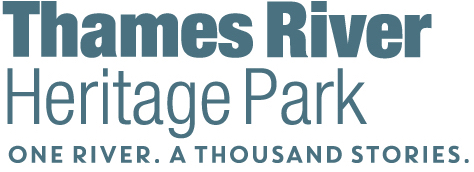 Thames River
Heritage Park
ONE RIVER. A THOUSAND STORIES.